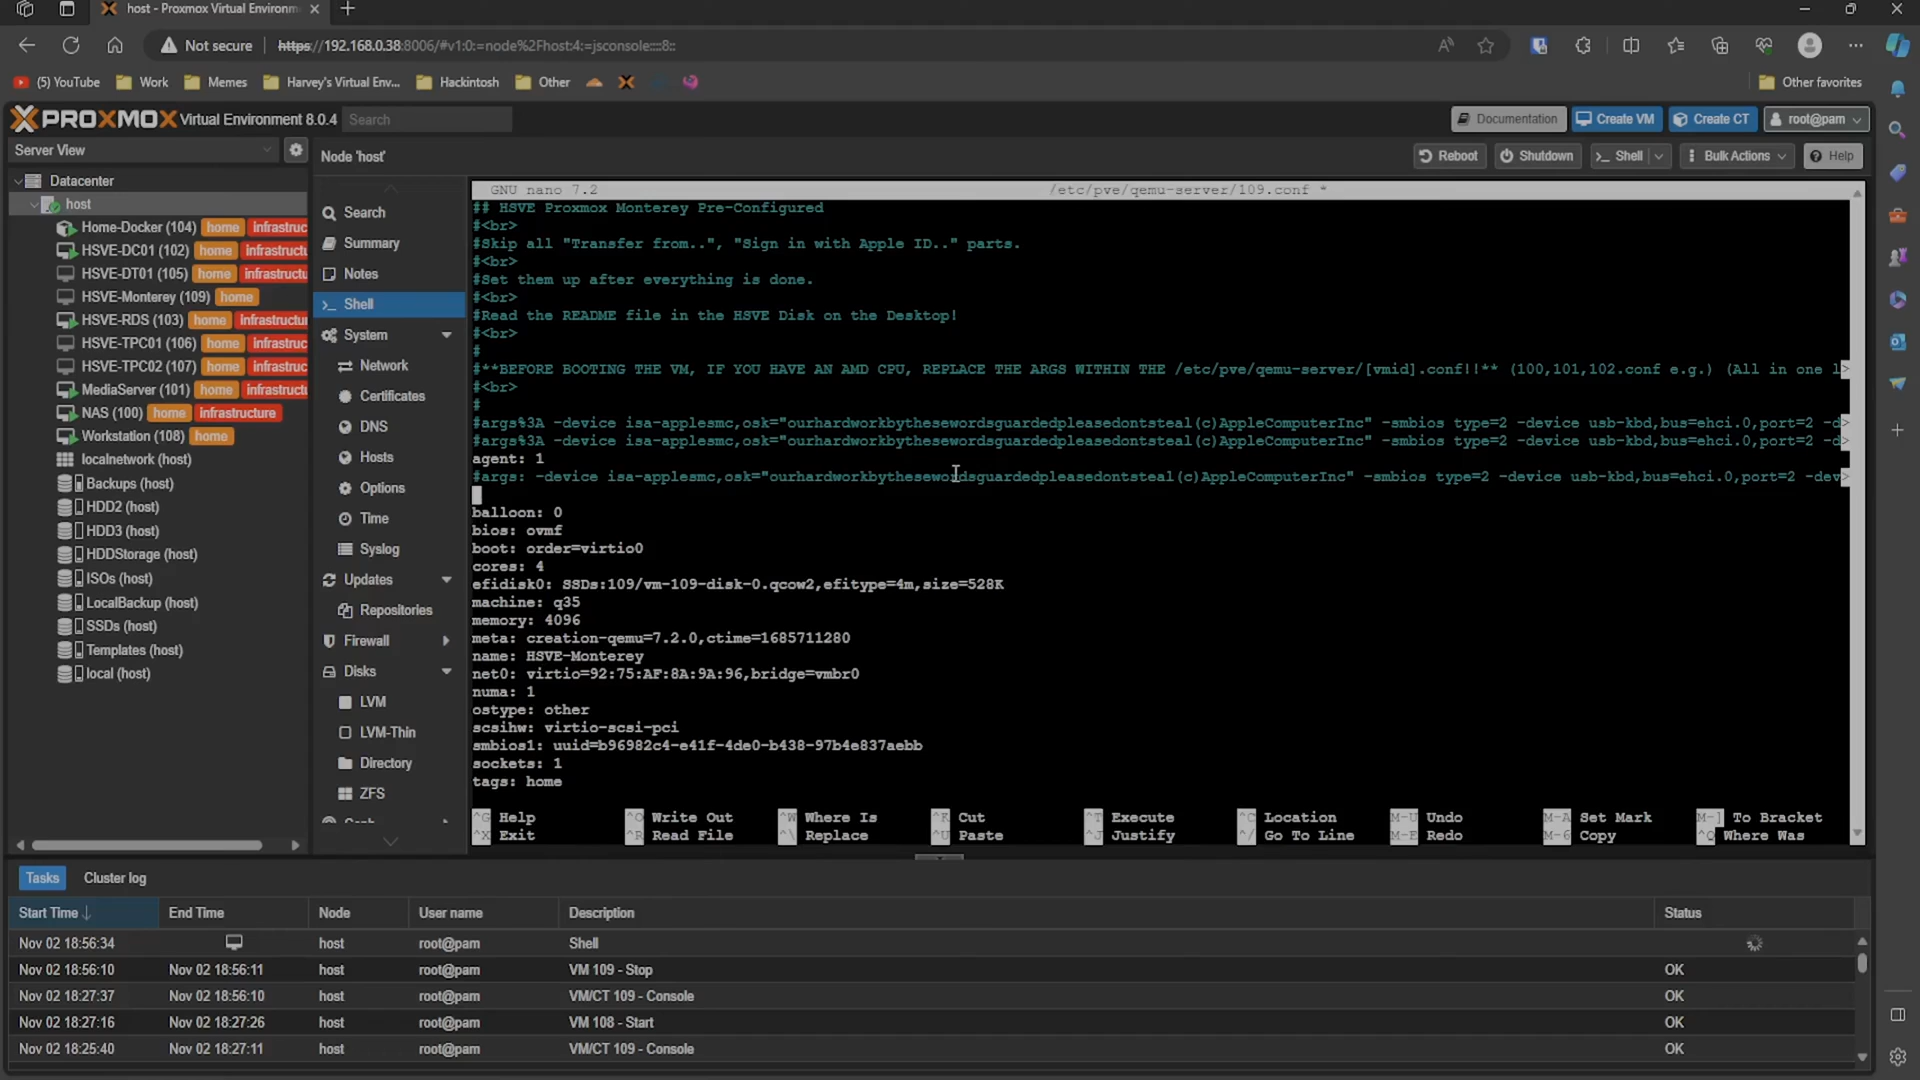 host - Proxmox Virtual Environm
Not secure
https://192.168.0.38:8006/#v1:0:=node%2Fhost:4:=jsconsole::::8::
(5) YouTube
Work
Memes
Harvey's Virtual Env...
Hackintosh
Other
Other favorites
PROXMOX Virtual Environment 8.0.4
Search
Documentation
Create VM
Create CT
root@pam
Server View
Node 'host'
Reboot
Shutdown
Shell
Bulk Actions
Help
Datacenter
host
Home-Docker (104) home infrastruc
HSVE-DC01 (102) home infrastructu
HSVE-DT01 (105) home infrastructu
HSVE-Monterey (109) home
HSVE-RDS (103) home infrastructur
HSVE-TPC01 (106) home infrastruc
HSVE-TPC02 (107) home infrastruc
MediaServer (101) home infrastruc
NAS (100) home infrastructure
Workstation (108) home
localnetwork (host)
Backups (host)
HDD2 (host)
HDD3 (host)
HDDStorage (host)
ISOs (host)
LocalBackup (host)
SSDs (host)
Templates (host)
local (host)
Search
Summary
Notes
>_ Shell
System
Network
Certificates
DNS
Hosts
Options
Time
Syslog
Updates
Repositories
Firewall
Disks
LVM
LVM-Thin
Directory
ZFS
GNU nano 7.2 /etc/pve/qemu-server/109.conf *
## HSVE Proxmox Monterey Pre-Configured
#<br>
#Skip all "Transfer from..", "Sign in with Apple ID.." parts.
#<br>
#Set them up after everything is done.
#<br>
#Read the README file in the HSVE Disk on the Desktop!
#<br>
#
#**BEFORE BOOTING THE VM, IF YOU HAVE AN AMD CPU, REPLACE THE ARGS WITHIN THE /etc/pve/qemu-server/[vmid].conf!!** (100,101,102.conf e.g.) (All in one l>
#<br>
#
#args%3A -device isa-applesmc,osk="ourhardworkbythesewordsguardedpleasedontsteal(c)AppleComputerInc" -smbios type=2 -device usb-kbd,bus=ehci.0,port=2 -d>
#args%3A -device isa-applesmc,osk="ourhardworkbythesewordsguardedpleasedontsteal(c)AppleComputerInc" -smbios type=2 -device usb-kbd,bus=ehci.0,port=2 -d>
agent: 1
#args: -device isa-applesmc,osk="ourhardworkbythesewordsguardedpleasedontsteal(c)AppleComputerInc" -smbios type=2 -device usb-kbd,bus=ehci.0,port=2 -dev>
balloon: 0
bios: ovmf
boot: order=virtio0
cores: 4
efidisk0: SSDs:109/vm-109-disk-0.qcow2,efitype=4m,size=528K
machine: q35
memory: 4096
meta: creation-qemu=7.2.0,ctime=1685711280
name: HSVE-Monterey
net0: virtio=92:75:AF:8A:9A:96,bridge=vmbr0
numa: 1
ostype: other
scsihw: virtio-scsi-pci
smbios1: uuid=b96982c4-e41f-4de0-b438-97b4e837aebb
sockets: 1
tags: home
^G Help ^O Write Out ^W Where Is ^K Cut ^T Execute ^C Location M-U Undo M-A Set Mark M-] To Bracket
^X Exit ^R Read File ^\ Replace ^U Paste ^J Justify ^/ Go To Line M-E Redo M-6 Copy ^Q Where Was
Tasks
Cluster log
Start Time End Time Node User name Description Status
Nov 02 18:56:34 host root@pam Shell
Nov 02 18:56:10 Nov 02 18:56:11 host root@pam VM 109 - Stop OK
Nov 02 18:27:37 Nov 02 18:56:10 host root@pam VM/CT 109 - Console OK
Nov 02 18:27:16 Nov 02 18:27:26 host root@pam VM 108 - Start OK
Nov 02 18:25:40 Nov 02 18:27:11 host root@pam VM/CT 109 - Console OK